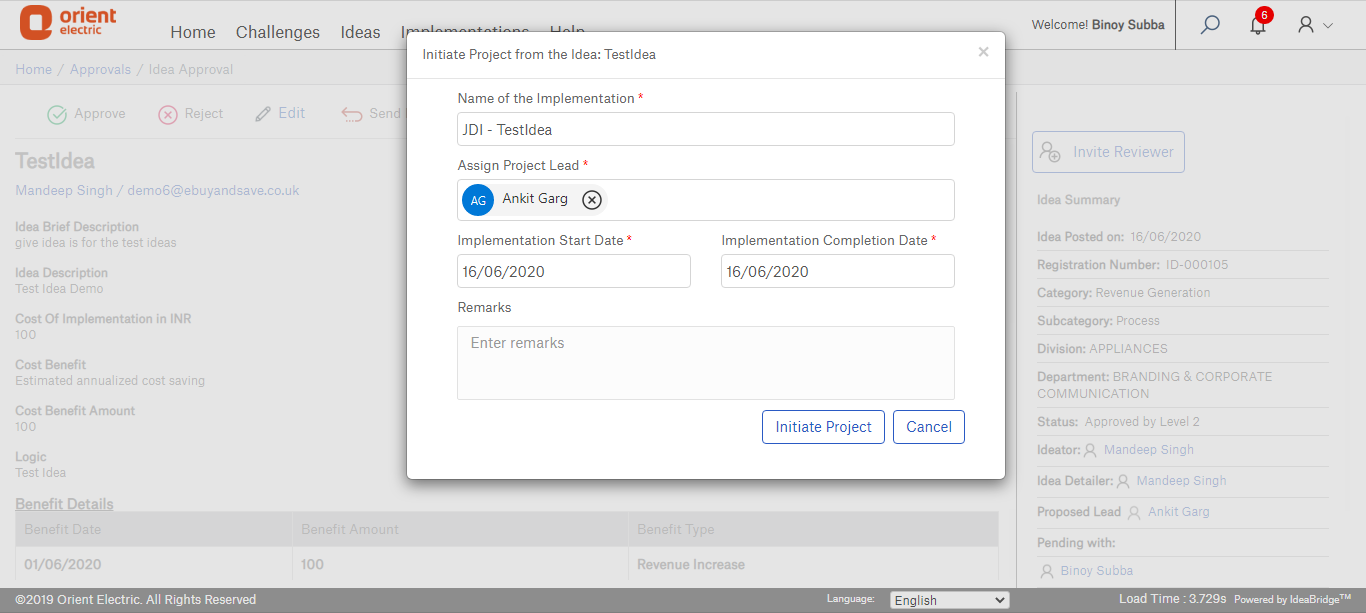 orient
electric
Home Challenges Ideas Implementations Help
Welcome! Binoy Subba
6
Home / Approvals / Idea Approval
Approve Reject Edit Send
TestIdea
Mandeep Singh / demo6@ebuyandsave.co.uk
Idea Brief Description
give idea is for the test ideas
Idea Description
Test Idea Demo
Cost Of Implementation in INR
100
Cost Benefit
Estimated annualized cost saving
Cost Benefit Amount
100
Logic
Test Idea
Benefit Details
Benefit Date Benefit Amount Benefit Type
01/06/2020 100 Revenue Increase
Initiate Project from the Idea: TestIdea ×
Name of the Implementation *
JDI - TestIdea
Assign Project Lead *
AG Ankit Garg
Implementation Start Date * Implementation Completion Date *
16/06/2020 16/06/2020
Remarks
Enter remarks
Initiate Project Cancel
Invite Reviewer
Idea Summary
Idea Posted on: 16/06/2020
Registration Number: ID-000105
Category: Revenue Generation
Subcategory: Process
Division: APPLIANCES
Department: BRANDING & CORPORATE
COMMUNICATION
Status: Approved by Level 2
Ideator: Mandeep Singh
Idea Detailer: Mandeep Singh
Proposed Lead Ankit Garg
Pending with:
Binoy Subba
©2019 Orient Electric. All Rights Reserved Language: English Load Time : 3.729s Powered by IdeaBridge™